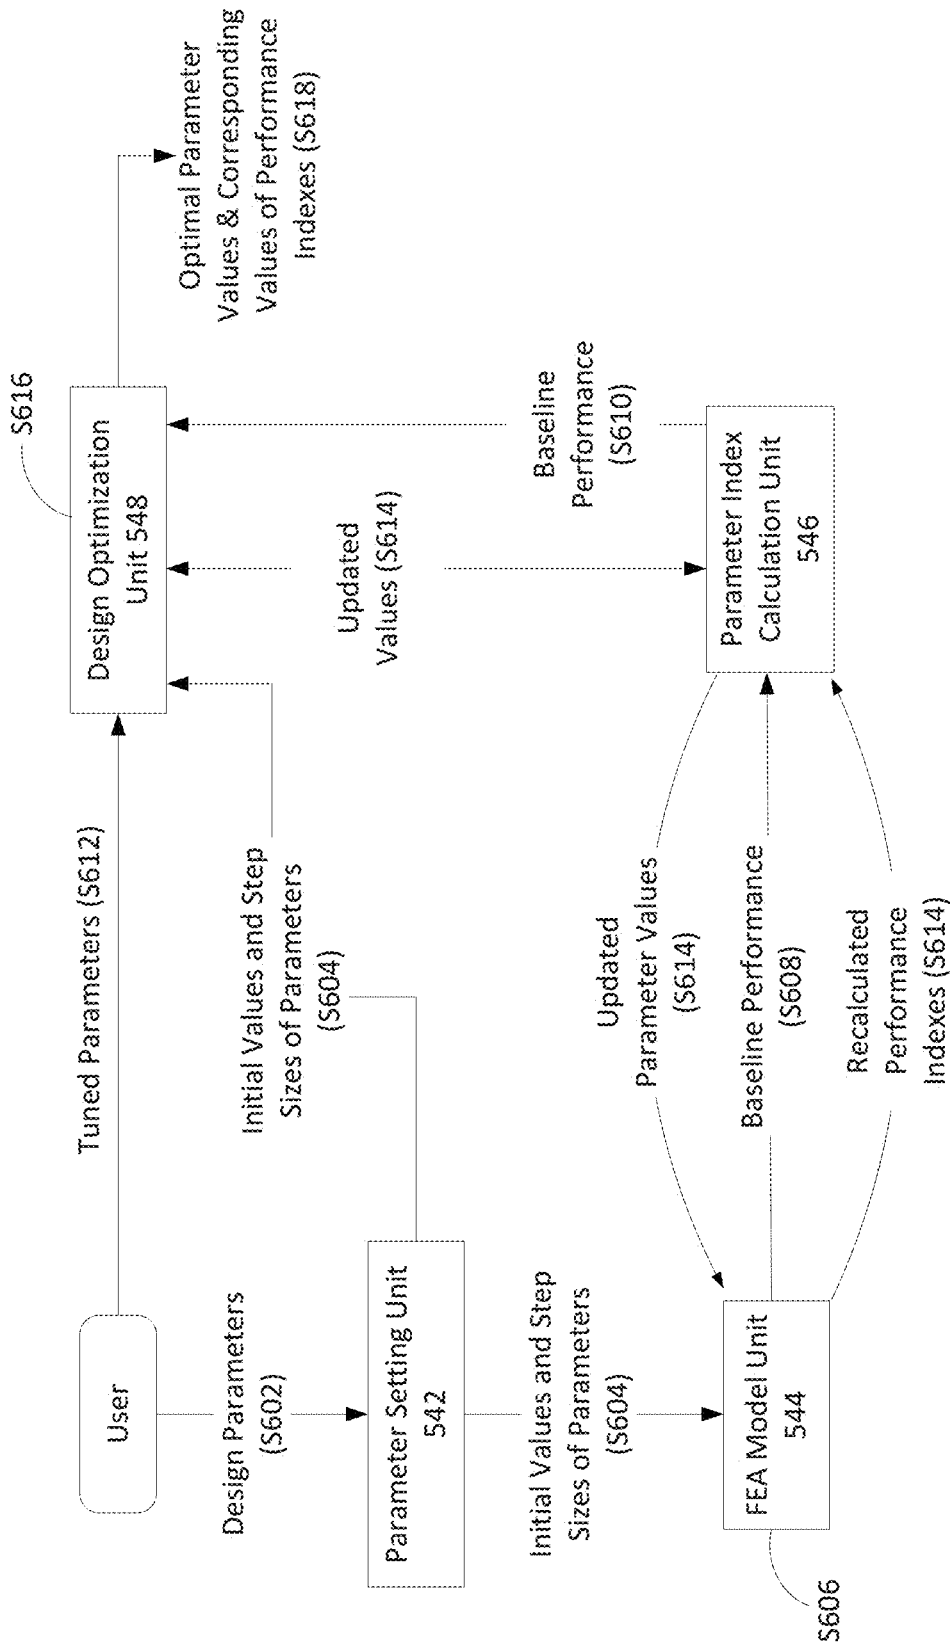 User
Tuned Parameters (S612)
S616
Design Optimization
Unit 548
Optimal Parameter
Values & Corresponding
Values of Performance
Indexes (S618)
Design Parameters
(S602)
Initial Values and Step
Sizes of Parameters
(S604)
Updated
Values (S614)
Baseline
Performance
(S610)
Parameter Setting Unit
542
Initial Values and Step
Sizes of Parameters
(S604)
Updated
Parameter Values
(S614)
Baseline Performance
(S608)
Recalculated
Performance
Indexes (S614)
Parameter Index
Calculation Unit
546
FEA Model Unit
544
S606